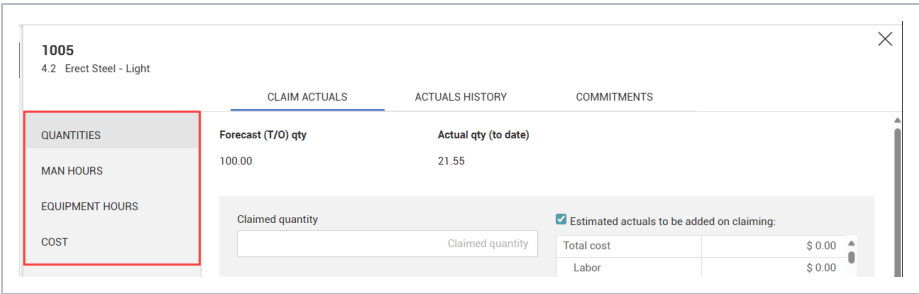 1005
4.2 Erect Steel - Light
CLAIM ACTUALS ACTUALS HISTORY COMMITMENTS
QUANTITIES
MAN HOURS
EQUIPMENT HOURS
COST
Forecast (T/O) qty Actual qty (to date)
100.00 21.55
Claimed quantity
Claimed quantity
Estimated actuals to be added on claiming:
Total cost $ 0.00
Labor $ 0.00